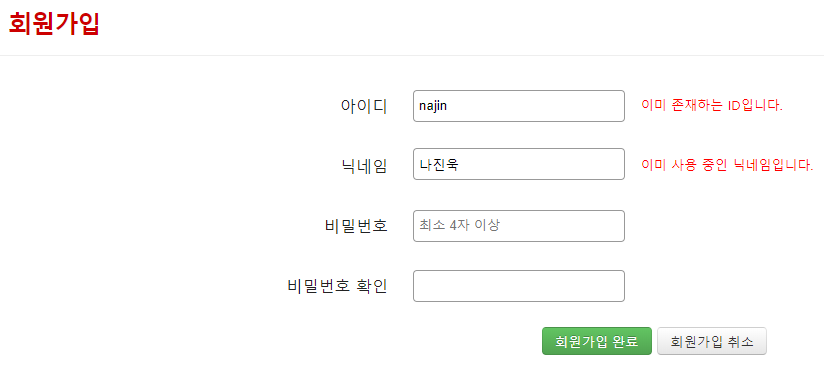 회원가입
아이디 najin 이미 존재하는 ID입니다.
닉네임 나진욱 이미 사용 중인 닉네임입니다.
비밀번호 최소 4자 이상
비밀번호 확인
회원가입 완료 회원가입 취소